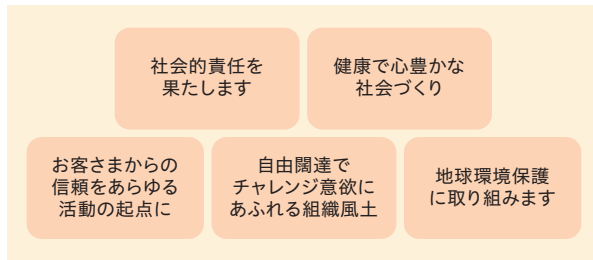 社会的責任を
果たします
健康で心豊かな
社会づくり
お客さまからの
信頼をあらゆる
活動の起点に
自由闊達で
チャレンジ意欲に
あふれる組織風土
地球環境保護
に取り組みます